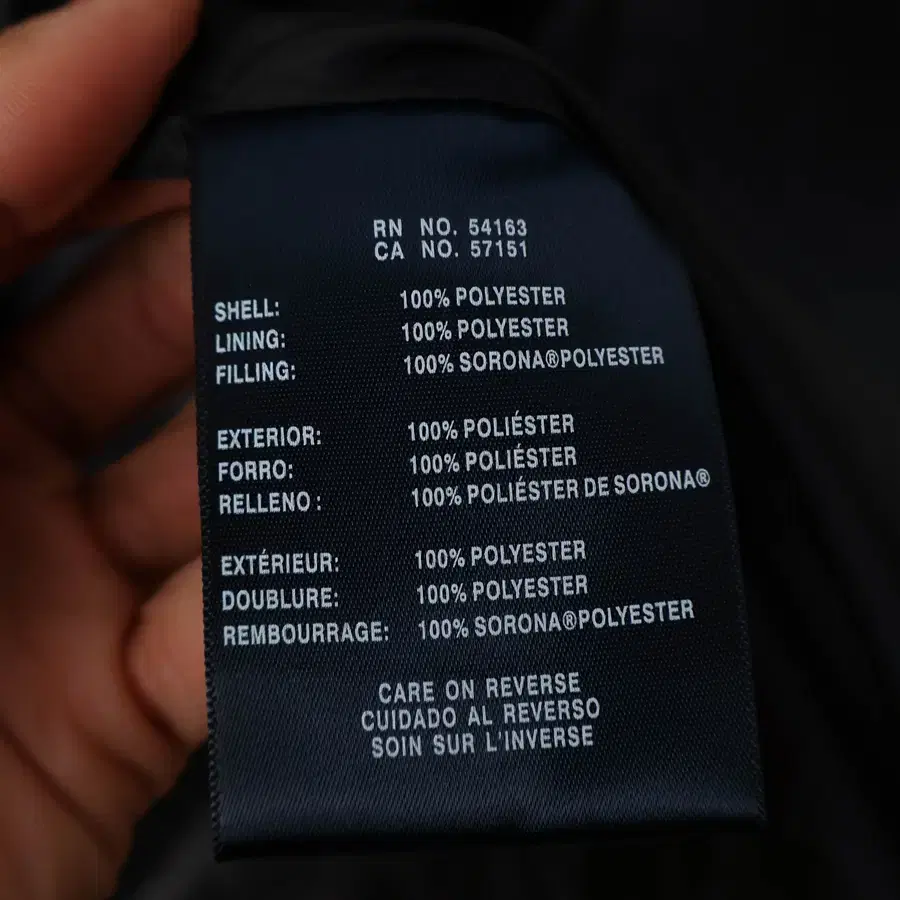 RN NO. 54163
CA NO. 57151
SHELL: 100% POLYESTER
LINING: 100% POLYESTER
FILLING: 100% SORONA®POLYESTER
EXTERIOR: 100% POLIÉSTER
FORRO: 100% POLIÉSTER
RELLENO : 100% POLIÉSTER DE SORONA®
EXTÉRIEUR: 100% POLYESTER
DOUBLURE: 100% POLYESTER
REMBOURRAGE: 100% SORONA®POLYESTER
CARE ON REVERSE
CUIDADO AL REVERSO
SOIN SUR L'INVERSE